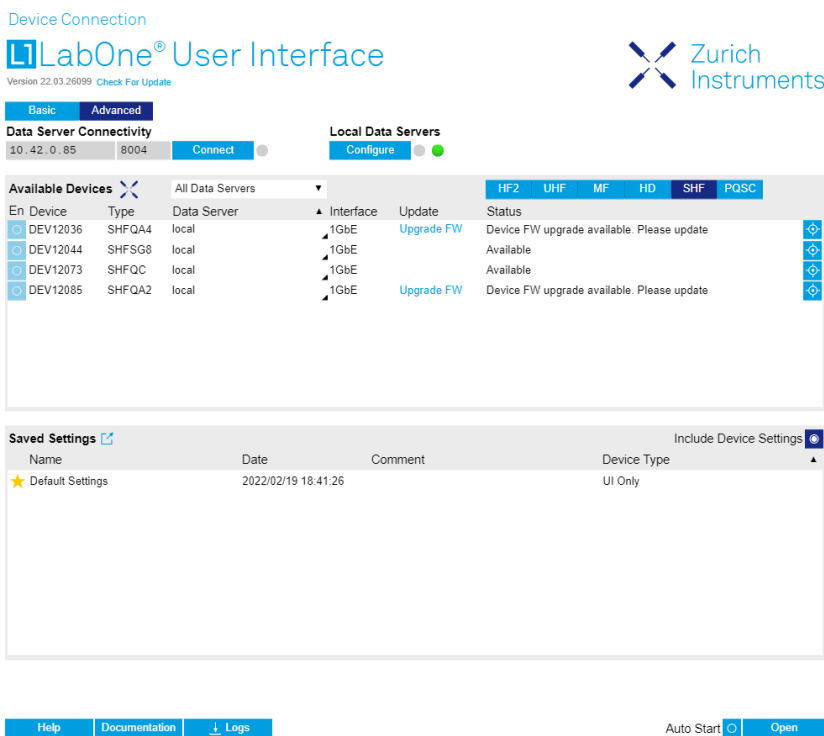 Device Connection
L1 LabOne® User Interface
Zurich Instruments
Version 22.03.26099 Check For Update
Basic Advanced
Data Server Connectivity Local Data Servers
10.42.0.85 8004 Connect Configure
Available Devices All Data Servers HF2 UHF MF HD SHF PQSC
En Device Type Data Server Interface Update Status
DEV12036 SHFQA4 local 1GbE Upgrade FW Device FW upgrade available. Please update
DEV12044 SHFSG8 local 1GbE Available
DEV12073 SHFQC local 1GbE Available
DEV12085 SHFQA2 local 1GbE Upgrade FW Device FW upgrade available. Please update
Saved Settings Include Device Settings
Name Date Comment Device Type
Default Settings 2022/02/19 18:41:26 UI Only
Help Documentation Logs Auto Start Open